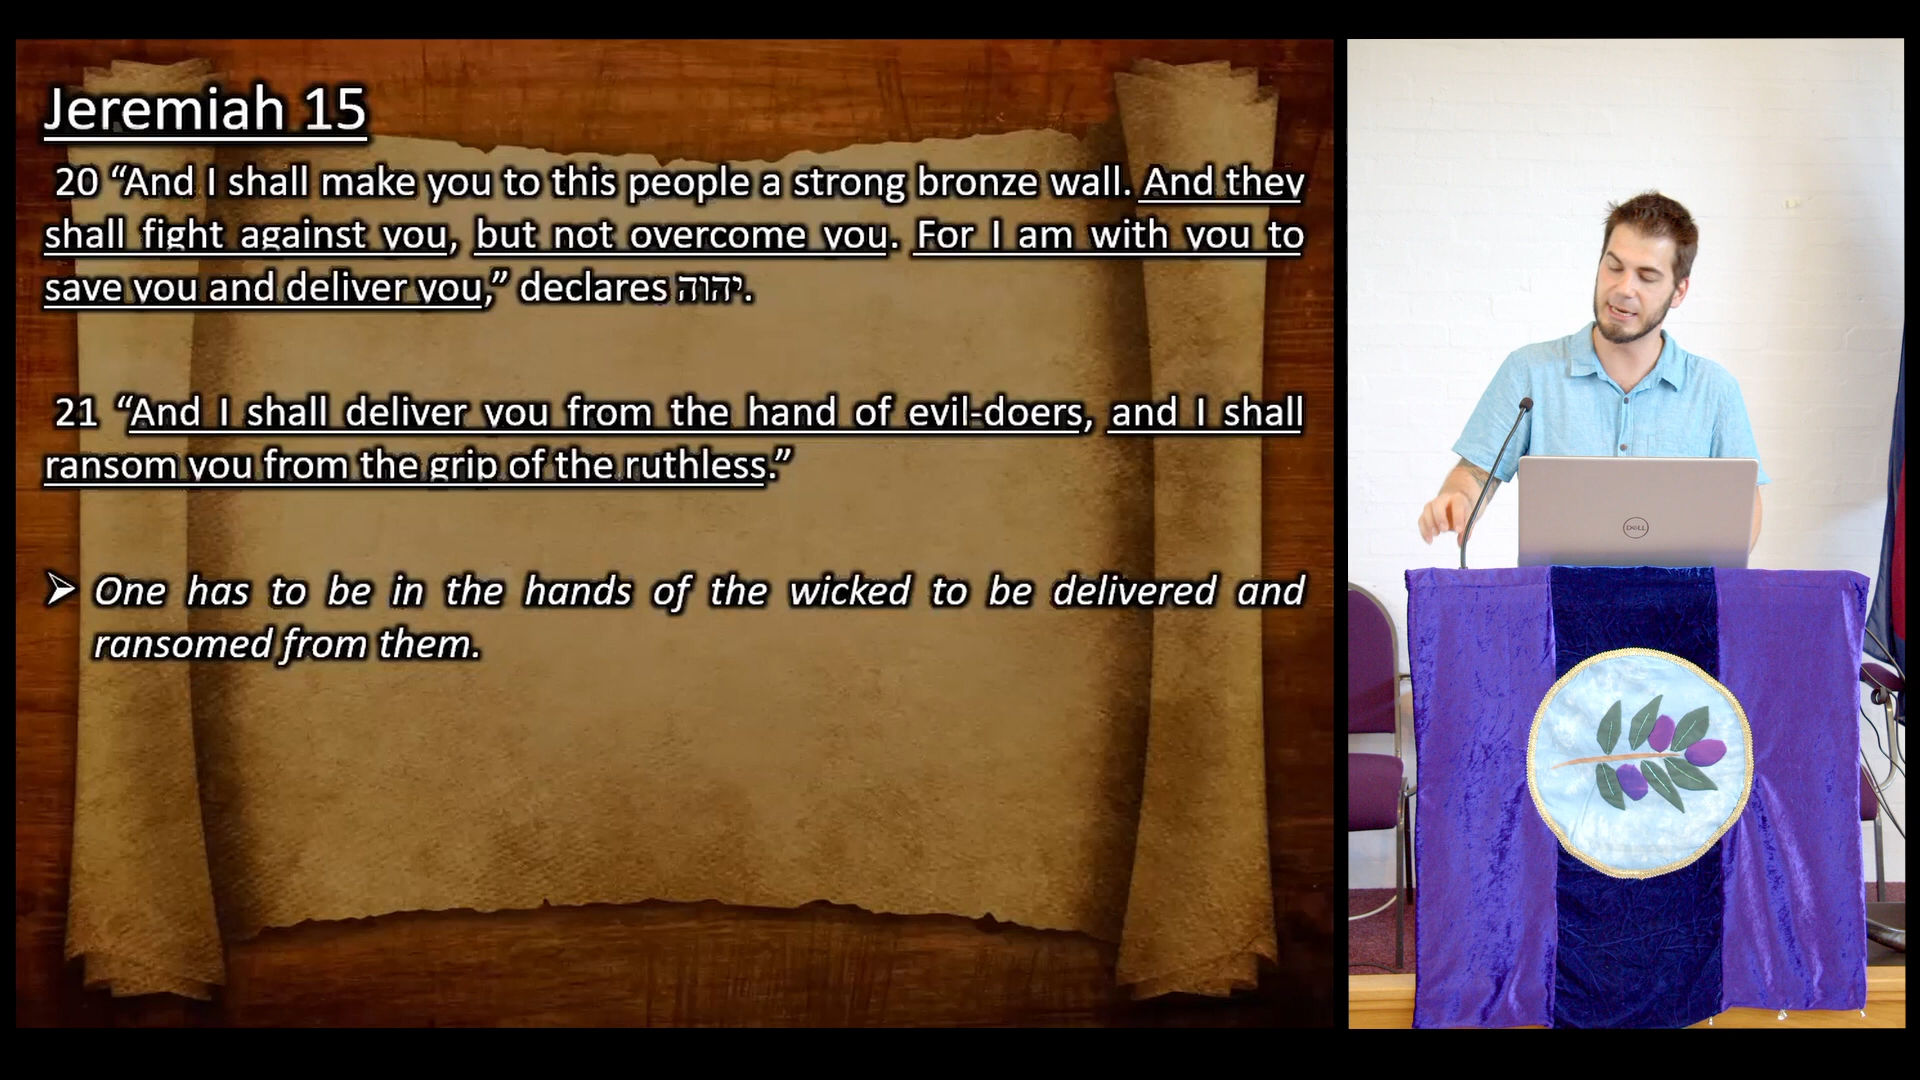 Jeremiah 15
20 “And I shall make you to this people a strong bronze wall. And they
shall fight against you, but not overcome you. For I am with you to
save you and deliver you,” declares יהוה.
21 “And I shall deliver you from the hand of evil-doers, and I shall
ransom you from the grip of the ruthless.”
➢ One has to be in the hands of the wicked to be delivered and
ransomed from them.
DELL